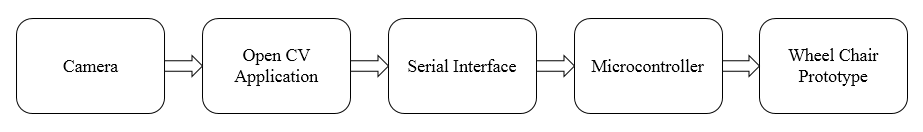 Camera
Open CV
Application
Serial Interface
Microcontroller
Wheel Chair
Prototype